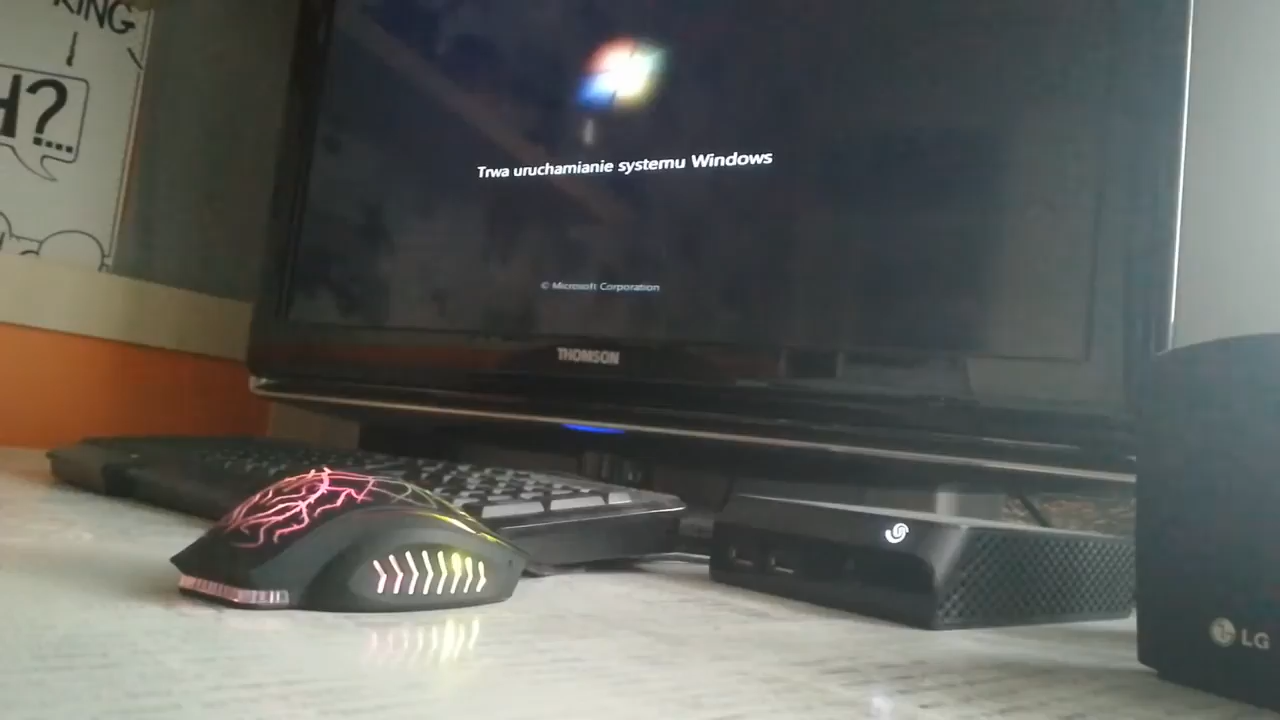 KING
H?...
Trwa uruchamianie systemu Windows
© Microsoft Corporation
THOMSON
LG